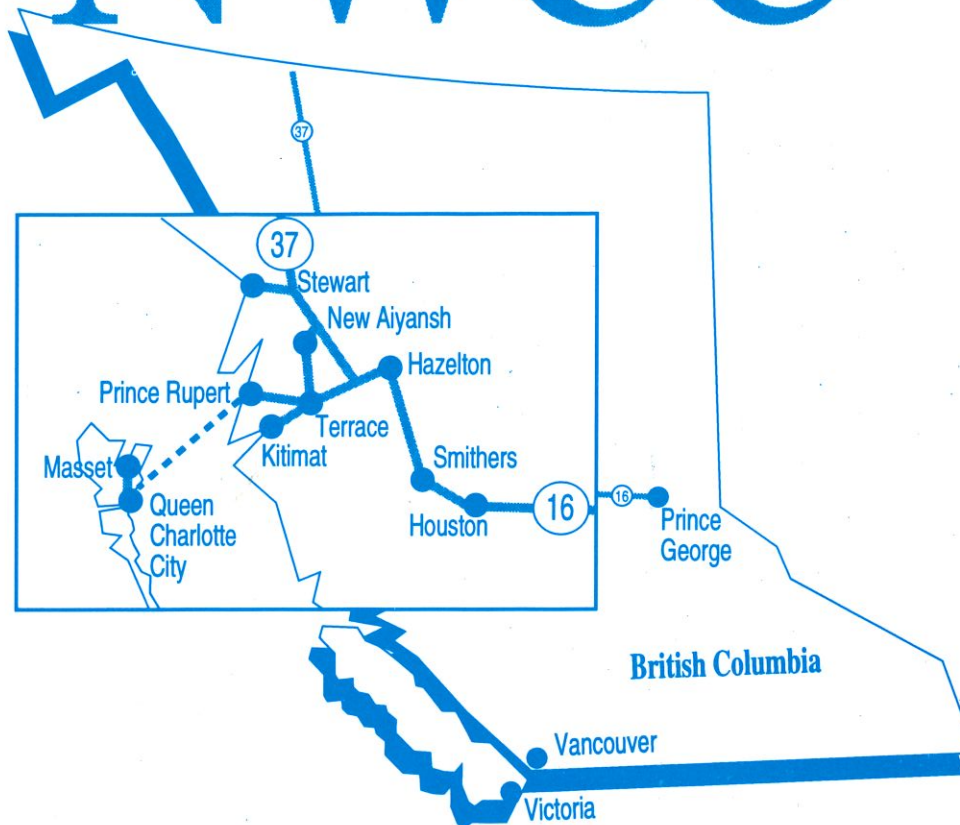 NWCC
37
37
Stewart
New Aiyansh
Hazelton
Prince Rupert
Terrace
Kitimat
Masset
Smithers
Queen
Charlotte
City
Houston
16
16
Prince
George
British Columbia
Vancouver
Victoria